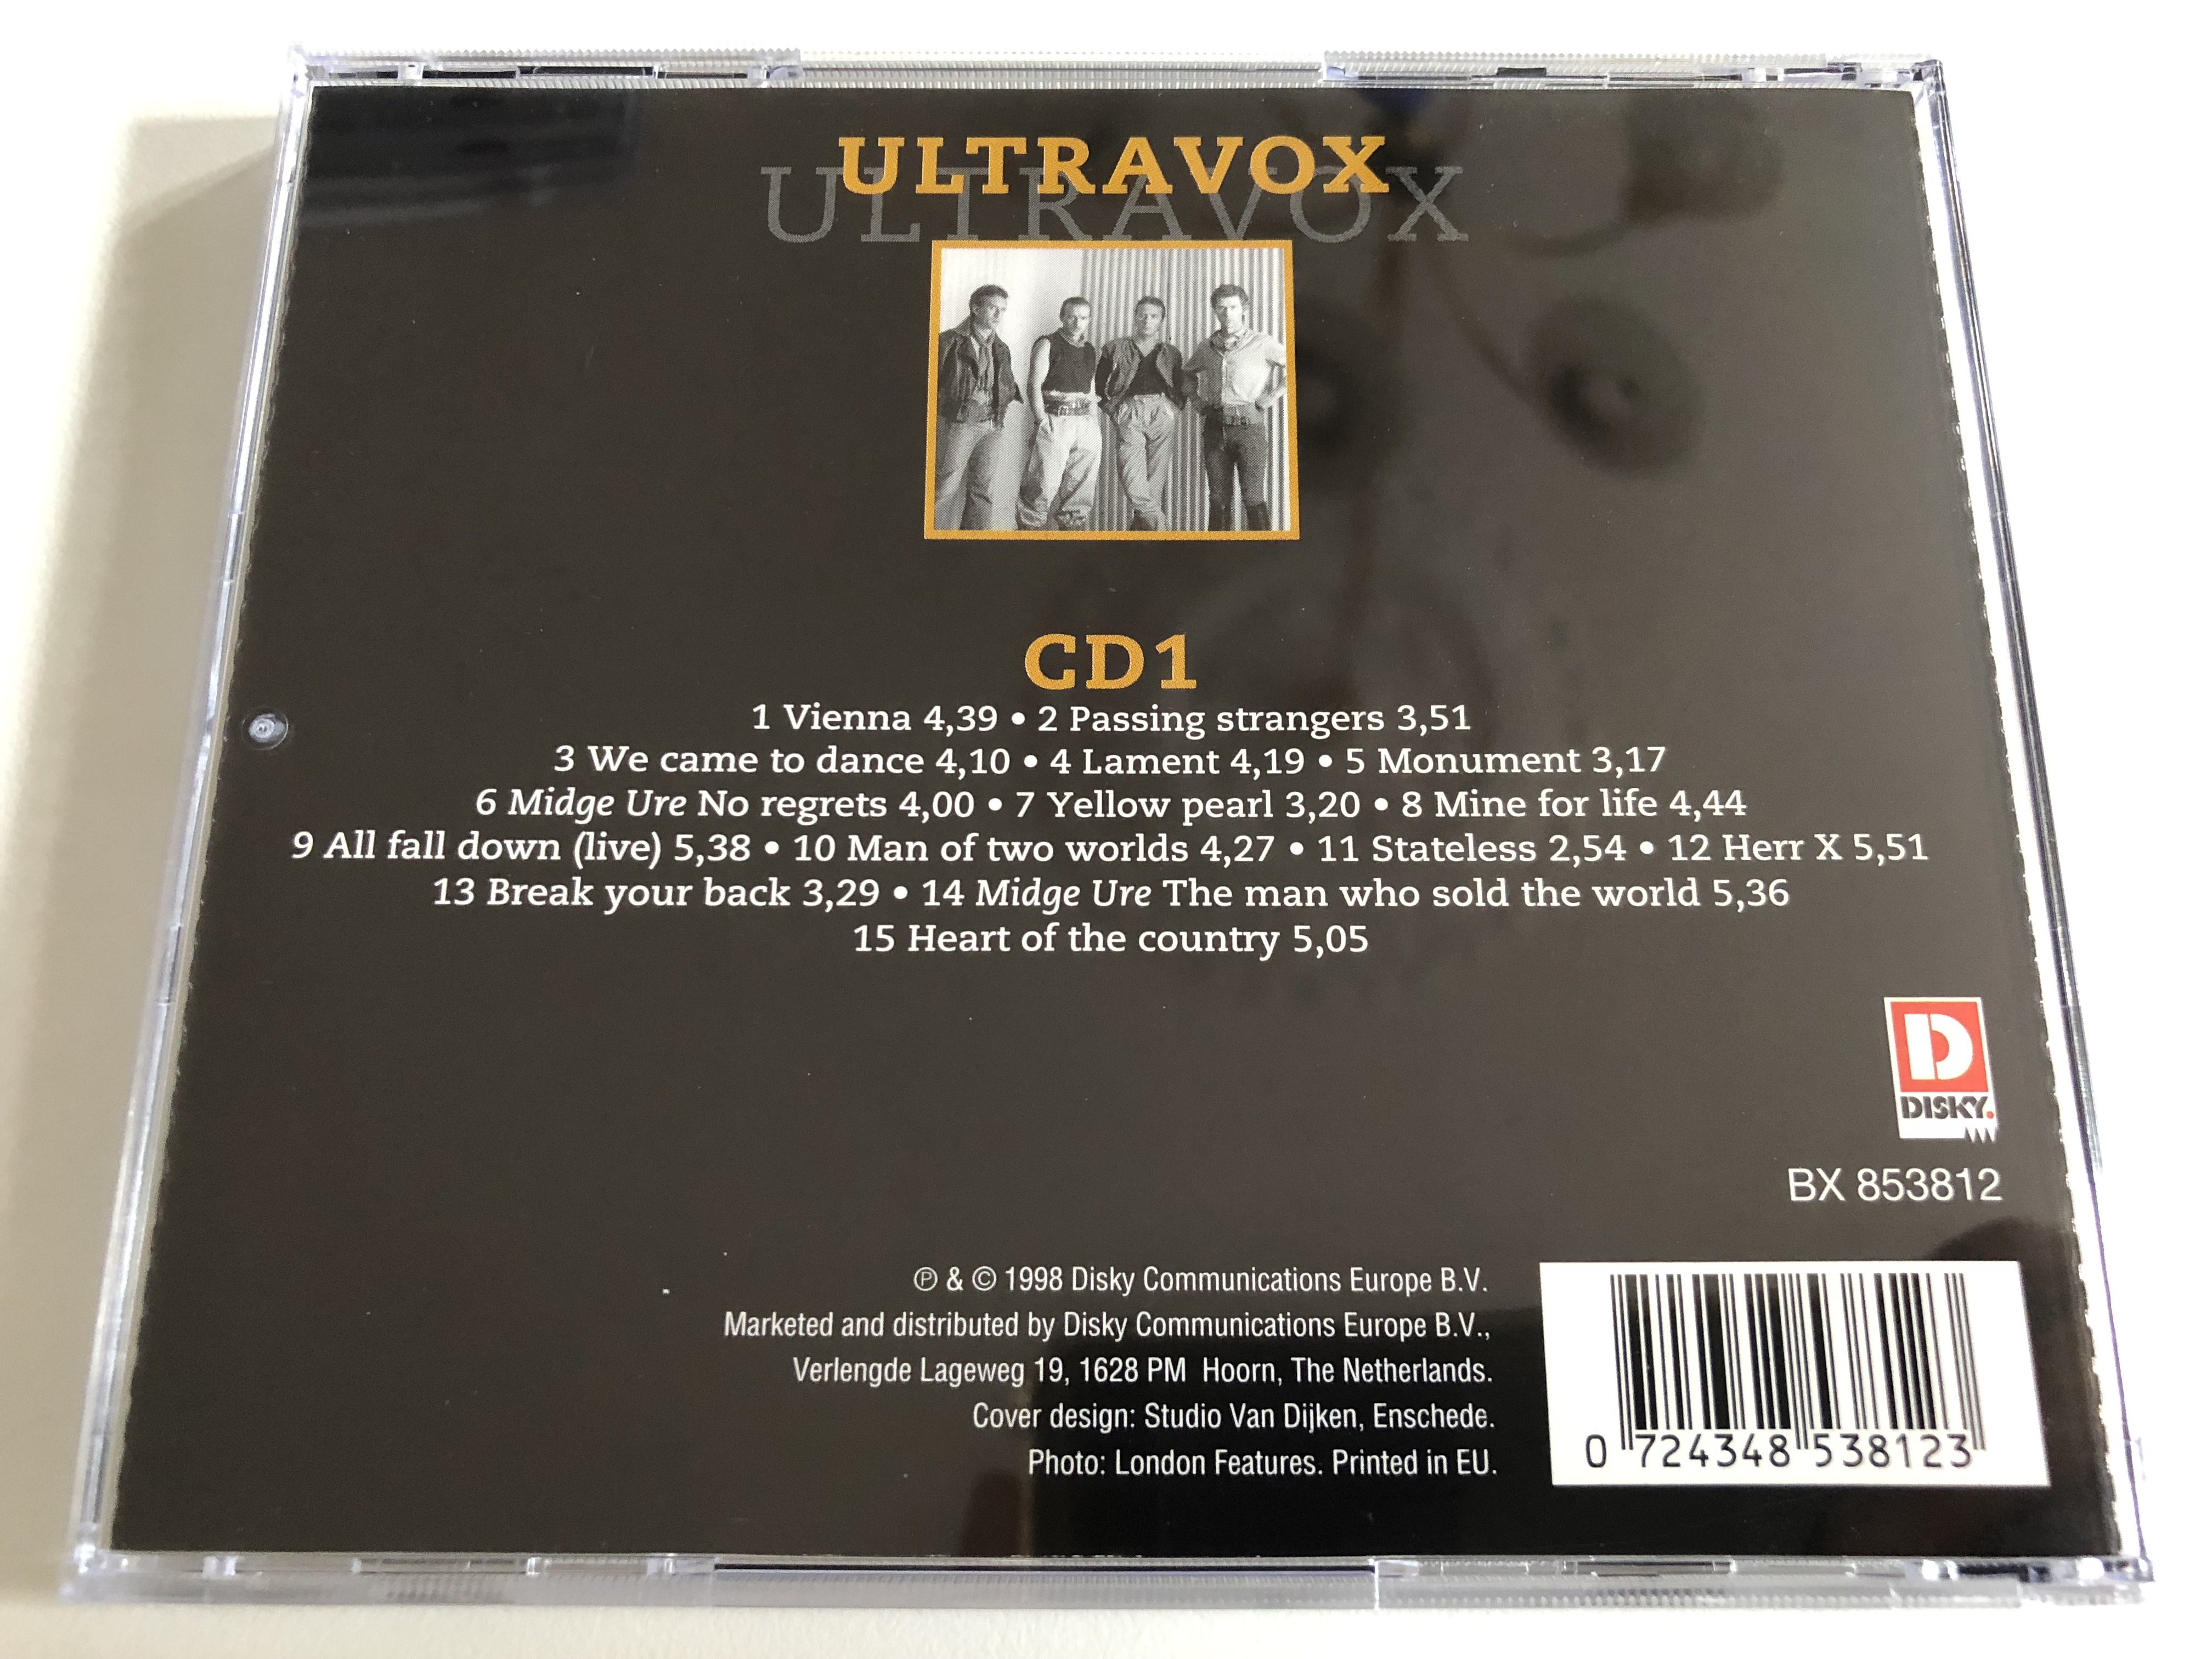 ULTRAVOX
ULTRAVOX
CD1
1 Vienna 4,39 • 2 Passing strangers 3,51
3 We came to dance 4,10 • 4 Lament 4,19 • 5 Monument 3,17
6 Midge Ure No regrets 4,00 • 7 Yellow pearl 3,20 • 8 Mine for life 4,44
9 All fall down (live) 5,38 • 10 Man of two worlds 4,27 • 11 Stateless 2,54 • 12 Herr X 5,51
13 Break your back 3,29 • 14 Midge Ure The man who sold the world 5,36
15 Heart of the country 5,05
D
DISKY.
BX 853812
℗ & © 1998 Disky Communications Europe B.V.
Marketed and distributed by Disky Communications Europe B.V.,
Verlengde Lageweg 19, 1628 PM Hoorn, The Netherlands.
Cover design: Studio Van Dijken, Enschede.
Photo: London Features. Printed in EU.
0 724348 538123